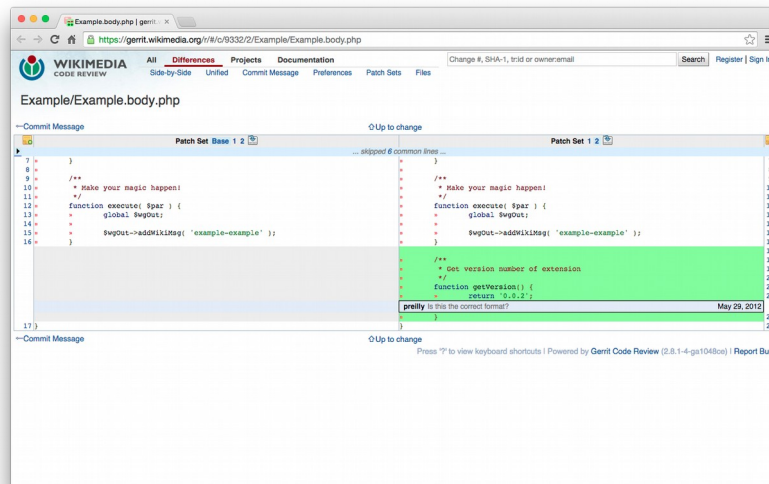 Example.body.php | gerrit
https://gerrit.wikimedia.org/r/#/c/9332/2/Example/Example.body.php
WIKIMEDIA
CODE REVIEW
All Differences Projects Documentation
Side-by-Side Unified Commit Message Preferences Patch Sets Files
Change #, SHA-1, tr:id or owner:email Search Register | Sign In
Example/Example.body.php
←Commit Message ⇧Up to change
Patch Set Base 1 2 Patch Set 1 2
... skipped 6 common lines ...
7 » } » }
8 »
9 » /** » /**
10 » * Make your magic happen! » * Make your magic happen!
11 » */ » */
12 » function execute( $par ) { » function execute( $par ) {
13 » » global $wgOut; » » global $wgOut;
14 » »
15 » » $wgOut->addWikiMsg( 'example-example' ); » » $wgOut->addWikiMsg( 'example-example' );
16 » } » }
» /**
» * Get version number of extension
» */
» function getVersion() {
» » return '0.0.2';
preilly Is this the correct format? May 29, 2012
» }
17 } }
←Commit Message ⇧Up to change
Press '?' to view keyboard shortcuts | Powered by Gerrit Code Review (2.8.1-4-ga1048ce) | Report Bu